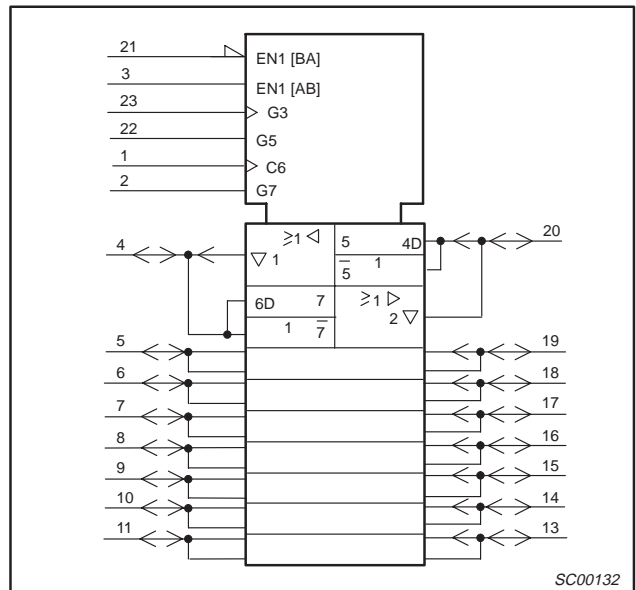 21 EN1 [BA]
3 EN1 [AB]
23 G3
22 G5
1 C6
2 G7
4 ≥1 ◁ 5 4D 20
▽ 1 5̅ 1
6D 7 ≥1 ▷
1 7̅ 2 ▽
5 19
6 18
7 17
8 16
9 15
10 14
11 13
SC00132